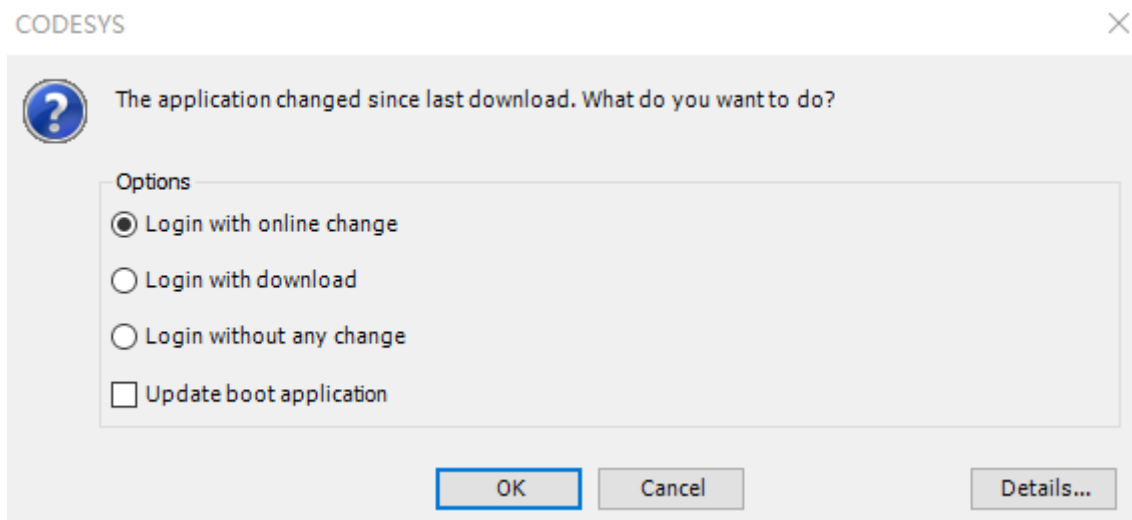 CODESYS
The application changed since last download. What do you want to do?
Options
Login with online change
Login with download
Login without any change
Update boot application
OK Cancel Details...